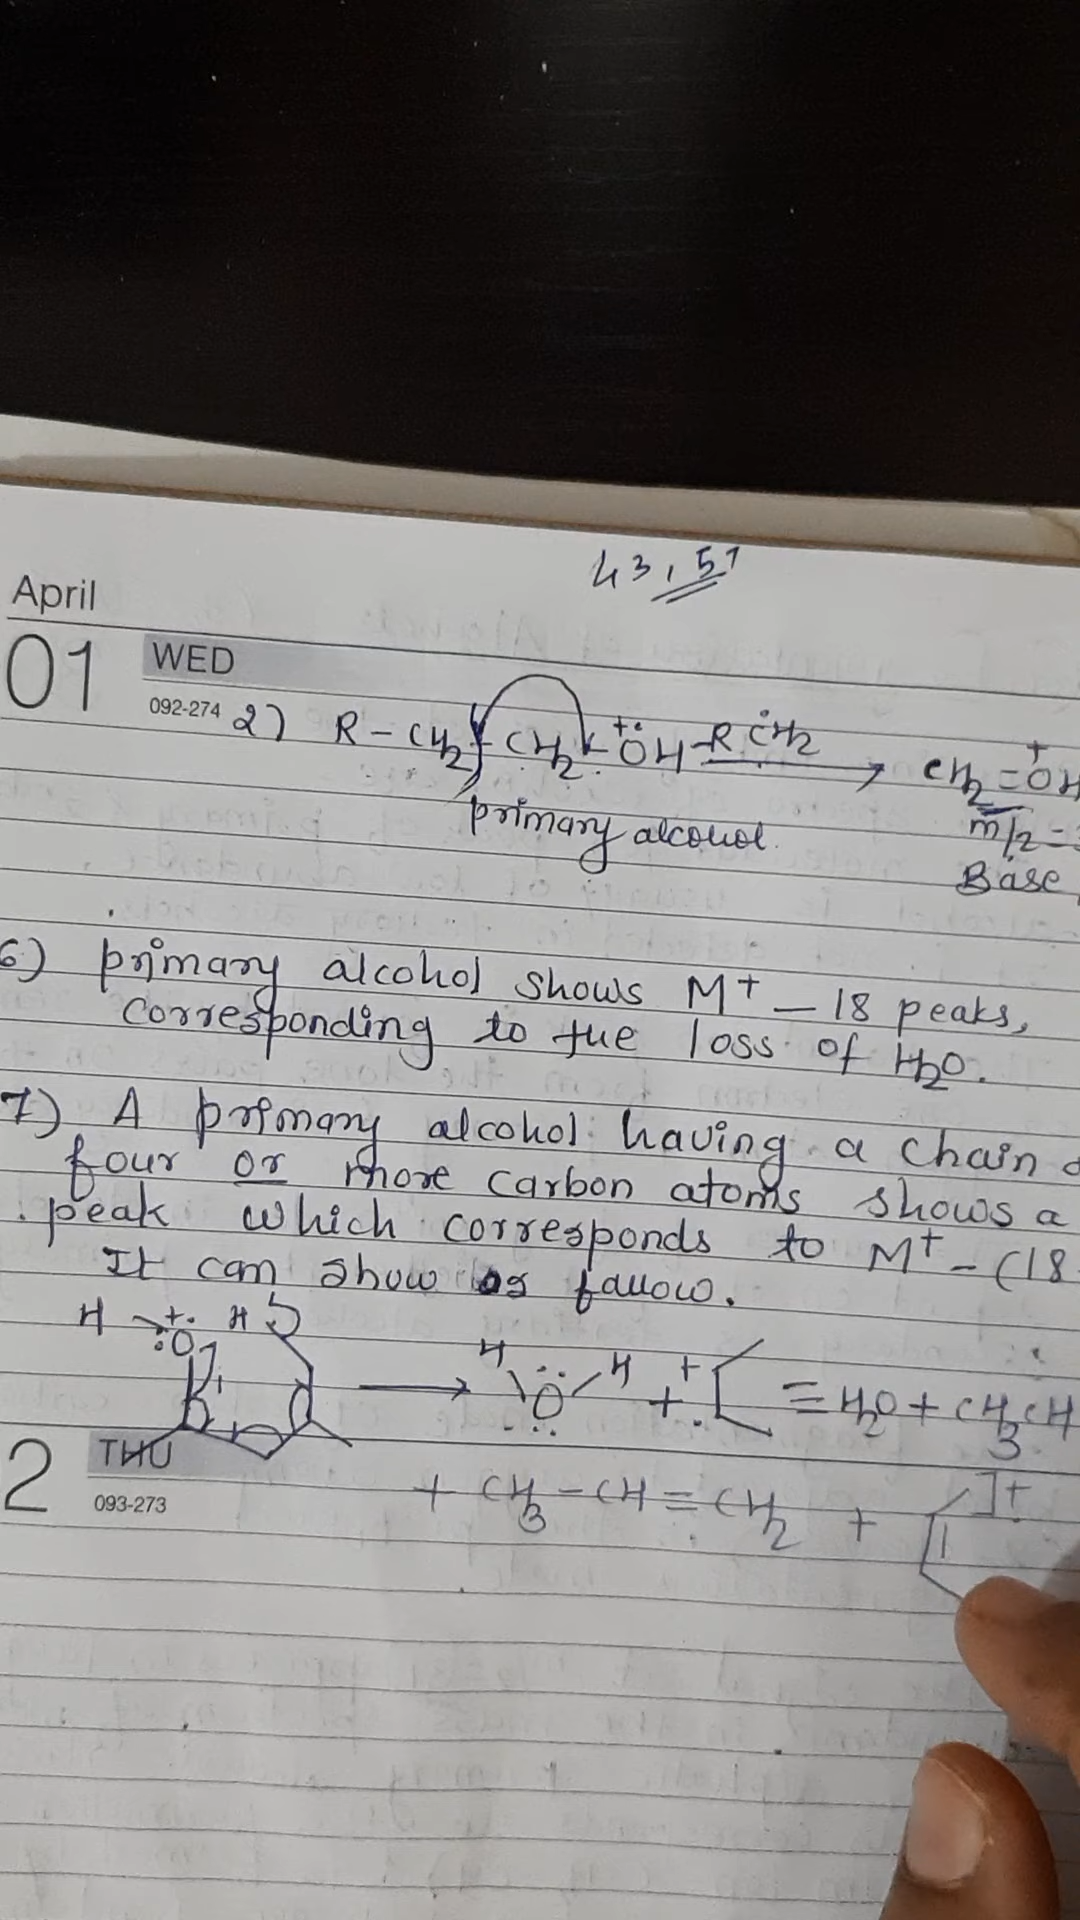 43, 57
April
01 WED
092-274
2) R - CH2 - CH2 - OH -RCH2 → CH2 = OH
primary alcohol
m/z =
Base
6) primary alcohol shows M+ - 18 peaks,
corresponding to the loss of H2O.
7) A primary alcohol having a chain
four or more carbon atoms shows a
peak which corresponds to M+ - (18
It can show as fallow.
H +. H
:O
→ H O H + ≡ H2O + CH3CH
2 THU
093-273
+ CH3 - CH = CH2 + ]+